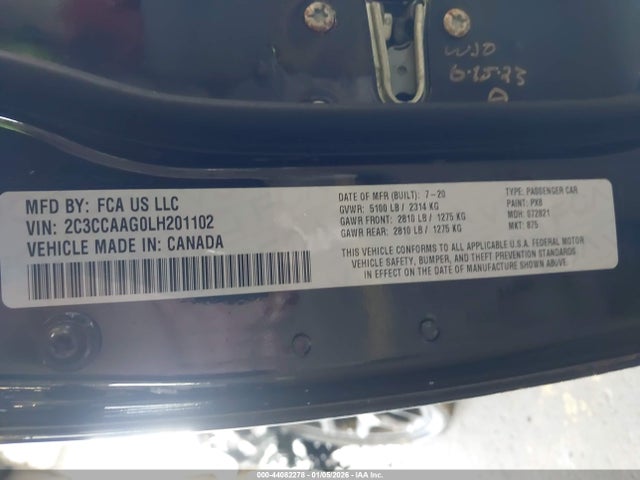 WJD
6·25·23
MFD BY: FCA US LLC
VIN: 2C3CCAAG0LH201102
VEHICLE MADE IN: CANADA
DATE OF MFR (BUILT): 7-20
GVWR: 5100 LB / 2314 KG
GAWR FRONT: 2810 LB / 1275 KG
GAWR REAR: 2810 LB / 1275 KG
TYPE: PASSENGER CAR
PAINT: PX8
MDH: 072821
MKT: 875
THIS VEHICLE CONFORMS TO ALL APPLICABLE U.S.A. FEDERAL MOTOR
VEHICLE SAFETY, BUMPER, AND THEFT PREVENTION STANDARDS
IN EFFECT ON THE DATE OF MANUFACTURE SHOWN ABOVE.
000-44082278 - 01/05/2026 - IAA Inc.